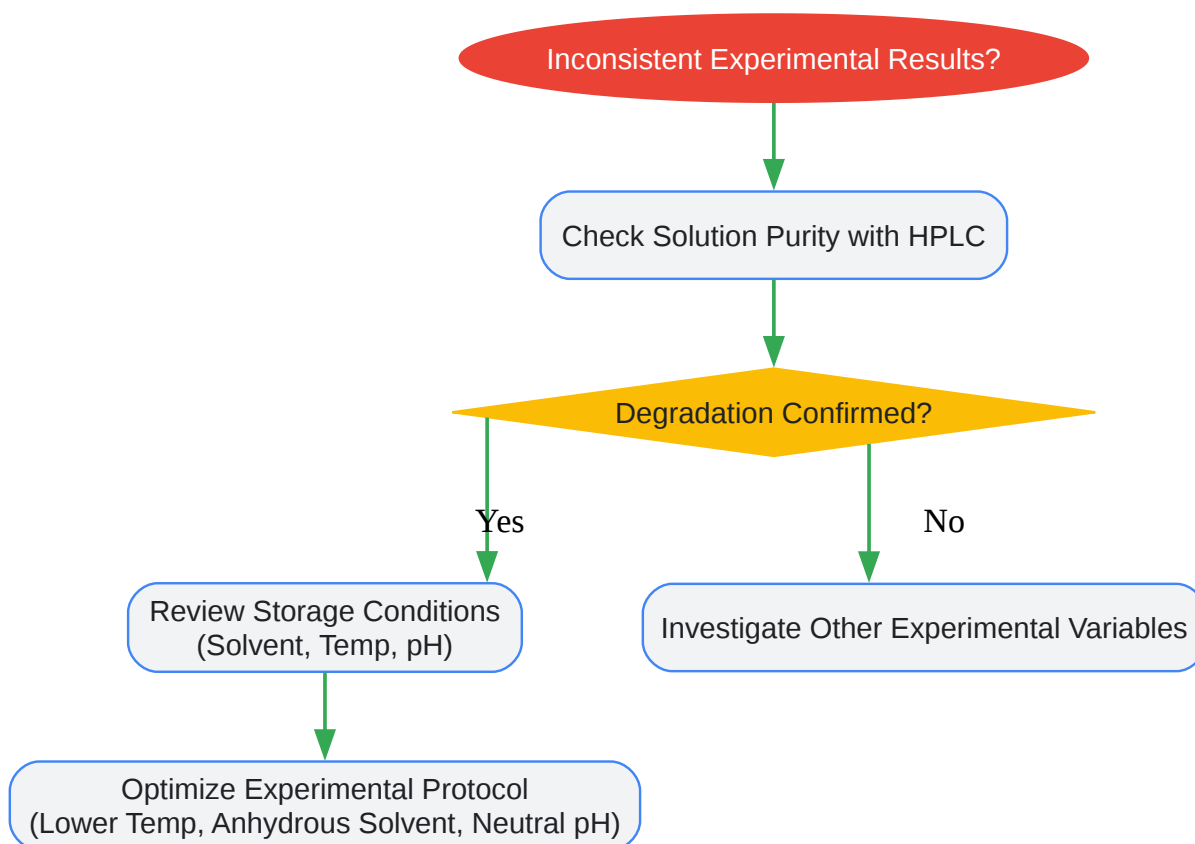 Inconsistent Experimental Results?
Check Solution Purity with HPLC
Degradation Confirmed?
Yes
No
Review Storage Conditions
(Solvent, Temp, pH)
Investigate Other Experimental Variables
Optimize Experimental Protocol
(Lower Temp, Anhydrous Solvent, Neutral pH)